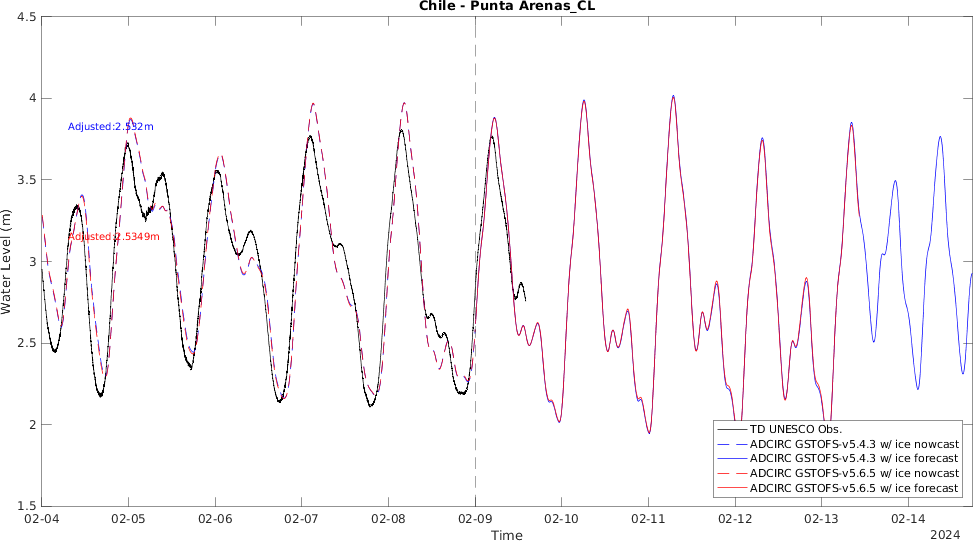 Chile - Punta Arenas_CL
4.5
4
3.5
3
2.5
2
1.5
Water Level (m)
Adjusted:2.532m
Adjusted:2.5349m
TD UNESCO Obs.
ADCIRC GSTOFS-v5.4.3 w/ ice nowcast
ADCIRC GSTOFS-v5.4.3 w/ ice forecast
ADCIRC GSTOFS-v5.6.5 w/ ice nowcast
ADCIRC GSTOFS-v5.6.5 w/ ice forecast
02-04 02-05 02-06 02-07 02-08 02-09 02-10 02-11 02-12 02-13 02-14
Time
2024